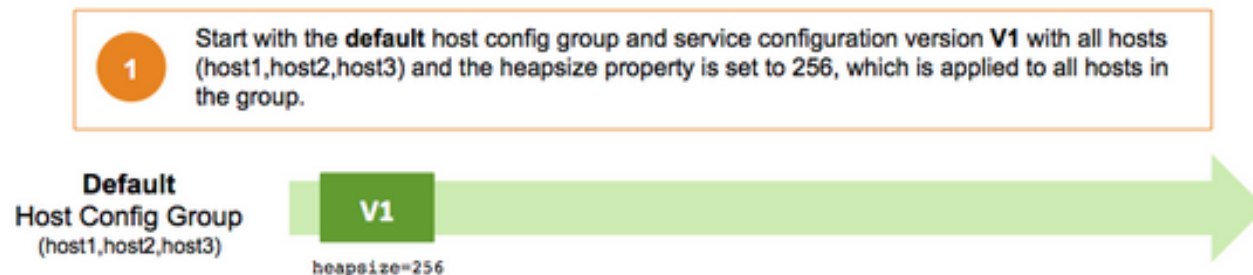 1
Start with the default host config group and service configuration version V1 with all hosts
(host1,host2,host3) and the heapsize property is set to 256, which is applied to all hosts in
the group.
Default
Host Config Group
(host1,host2,host3)
V1
heapsize=256